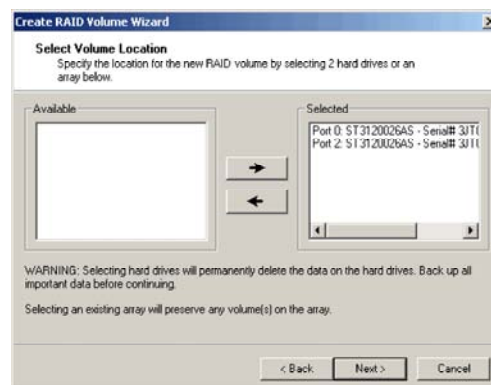 Create RAID Volume Wizard
Select Volume Location
Specify the location for the new RAID volume by selecting 2 hard drives or an
array below.
Available
Selected
Port 0: ST3120026AS - Serial# 3JT
Port 2: ST3120026AS - Serial# 3JT
WARNING: Selecting hard drives will permanently delete the data on the hard drives. Back up all
important data before continuing.
Selecting an existing array will preserve any volume(s) on the array.
< Back
Next >
Cancel